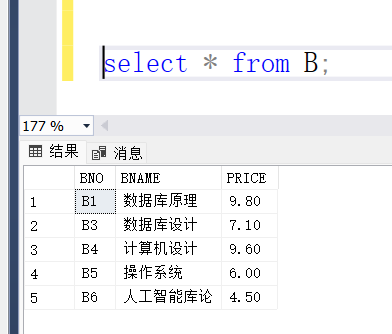 select * from B;
177 %
结果 消息
BNO BNAME PRICE
1 B1 数据库原理 9.80
2 B3 数据库设计 7.10
3 B4 计算机设计 9.60
4 B5 操作系统 6.00
5 B6 人工智能库论 4.50